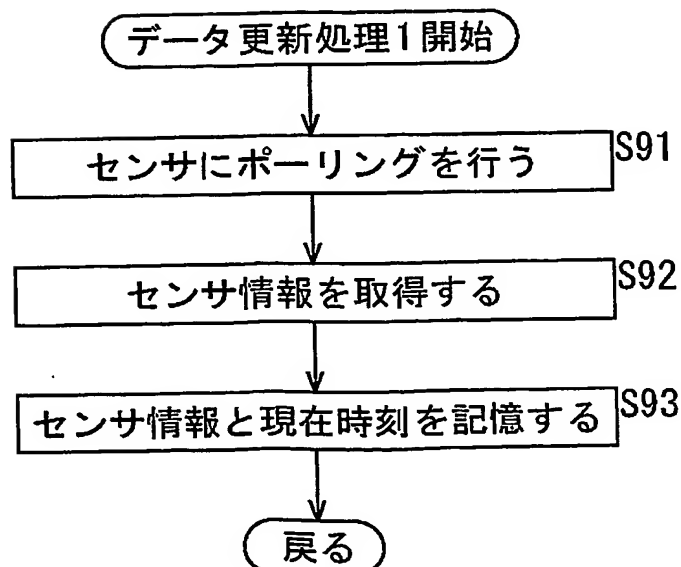 データ更新処理1開始
センサにポーリングを行う
S91
センサ情報を取得する
S92
センサ情報と現在時刻を記憶する
S93
戻る